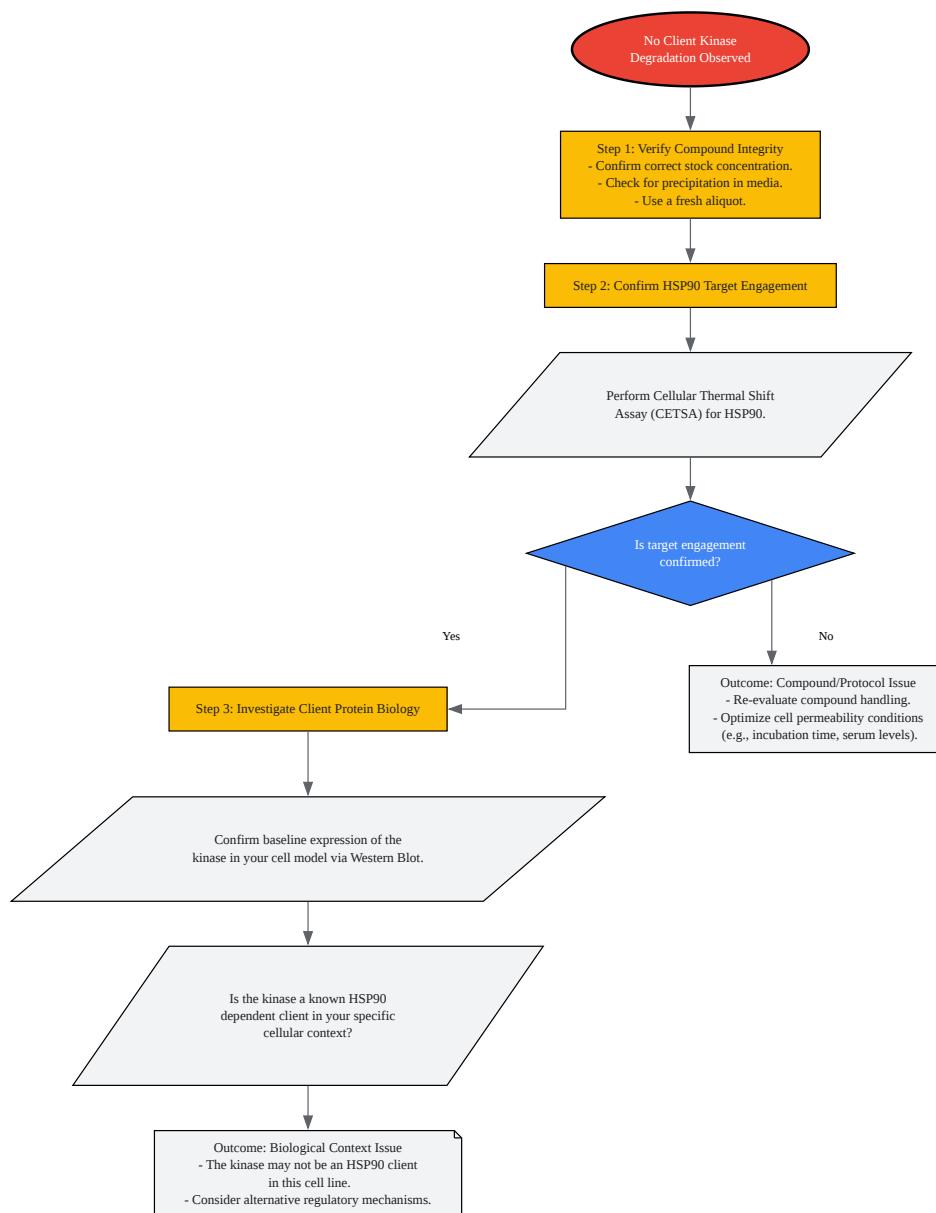 No Client Kinase
Degradation Observed
Step 1: Verify Compound Integrity
- Confirm correct stock concentration.
- Check for precipitation in media.
- Use a fresh aliquot.
Step 2: Confirm HSP90 Target Engagement
Perform Cellular Thermal Shift
Assay (CETSA) for HSP90.
Is target engagement
confirmed?
Yes
No
Outcome: Compound/Protocol Issue
- Re-evaluate compound handling.
- Optimize cell permeability conditions
(e.g., incubation time, serum levels).
Step 3: Investigate Client Protein Biology
Confirm baseline expression of the
kinase in your cell model via Western Blot.
Is the kinase a known HSP90
dependent client in your specific
cellular context?
Outcome: Biological Context Issue
- The kinase may not be an HSP90 client
in this cell line.
- Consider alternative regulatory mechanisms.